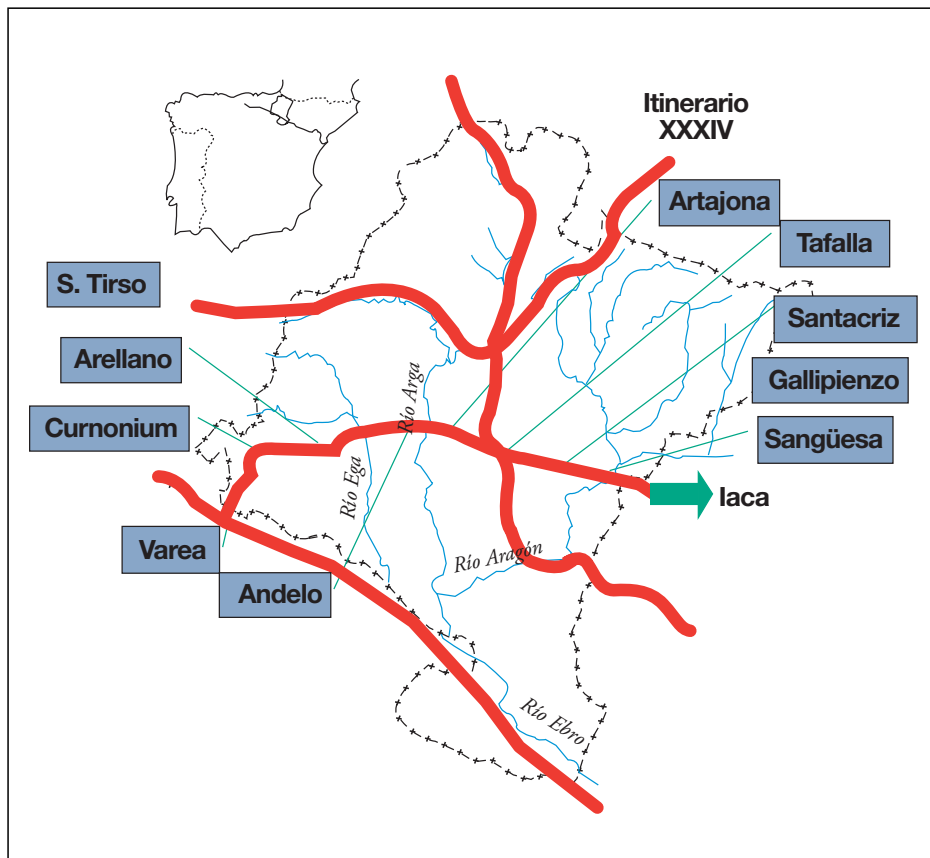 Itinerario
XXXIV
Artajona
Tafalla
S. Tirso
Santacriz
Arellano
Gallipienzo
Río Arga
Curnonium
Sangüesa
Río Ega
Iaca
Varea
Río Aragón
Andelo
Río Ebro